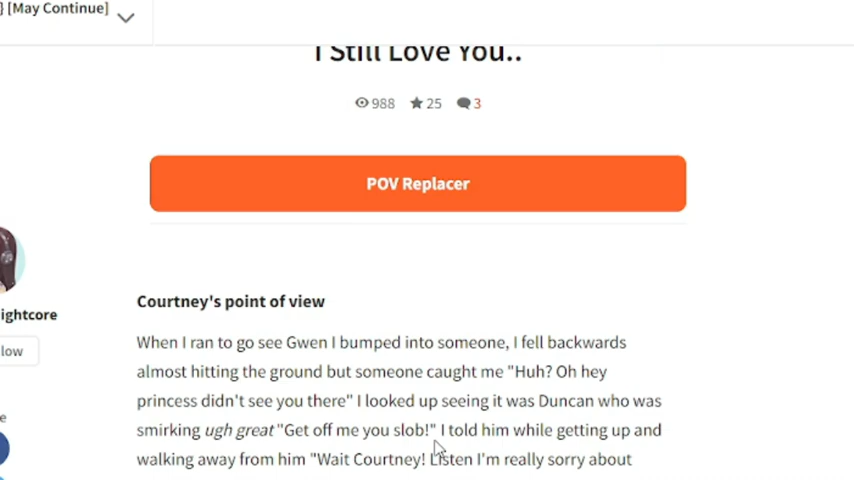 } [May Continue]
I Still Love You..
988 25 3
POV Replacer
ightcore
low
e
Courtney's point of view
When I ran to go see Gwen I bumped into someone, I fell backwards
almost hitting the ground but someone caught me "Huh? Oh hey
princess didn't see you there" I looked up seeing it was Duncan who was
smirking ugh great "Get off me you slob!" I told him while getting up and
walking away from him "Wait Courtney! Listen I'm really sorry about